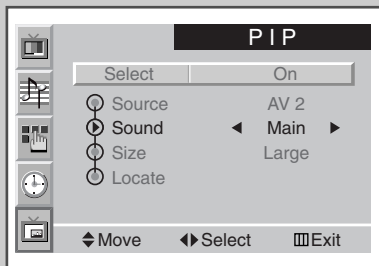 PIP
Select On
Source AV 2
Sound ◀ Main ▶
Size Large
Locate
Move Select Exit